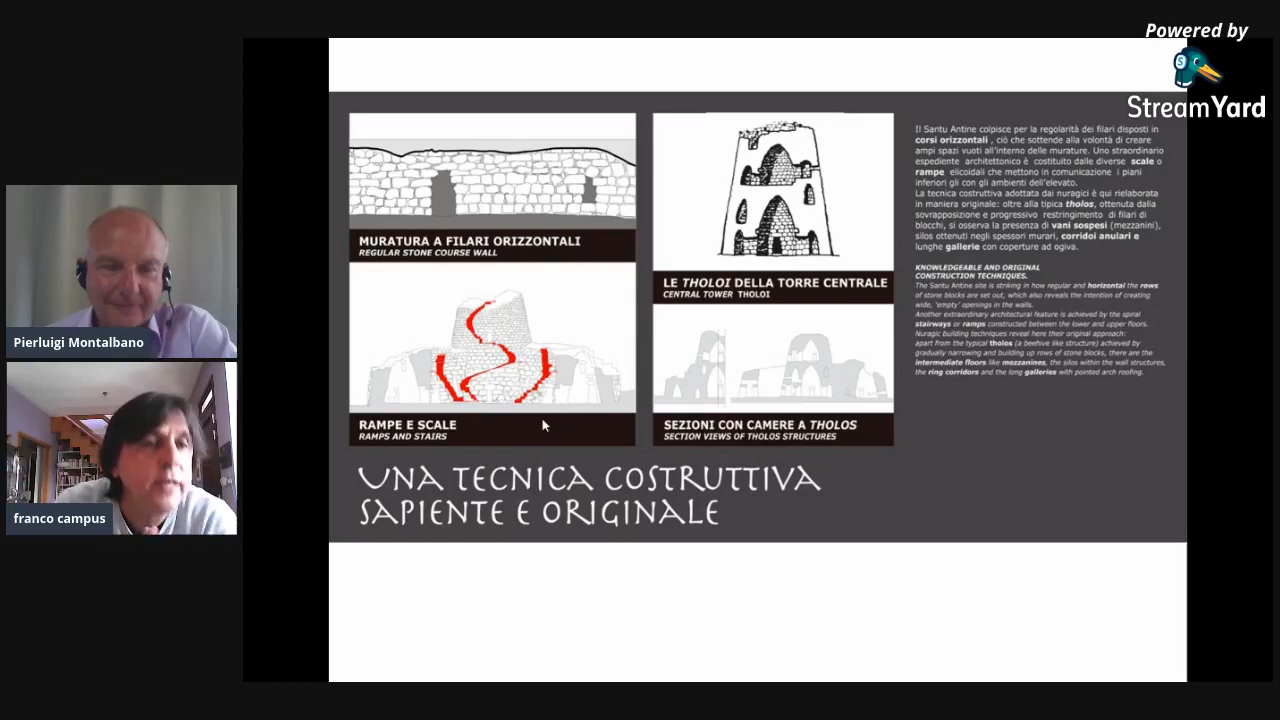 Powered by
StreamYard
Pierluigi Montalbano
franco campus
MURATURA A FILARI ORIZZONTALI
REGULAR STONE COURSE WALL
RAMPE E SCALE
RAMPS AND STAIRS
LE THOLOI DELLA TORRE CENTRALE
CENTRAL TOWER THOLOI
SEZIONI CON CAMERE A THOLOS
SECTION VIEWS OF THOLOS STRUCTURES
UNA TECNICA COSTRUTTIVA
SAPIENTE E ORIGINALE
Il Santu Antine colpisce per la regolarità dei filari disposti in
corsi orizzontali , ciò che sottende alla volontà di creare
ampi spazi vuoti all'interno delle murature. Uno straordinario
espediente architettonico è costituito dalle diverse scale o
rampe elicoidali che mettono in comunicazione i piani
inferiori gli con gli ambienti dell'elevato.
La tecnica costruttiva adottata dai nuragici è qui rielaborata
in maniera originale: oltre alla tipica tholos, ottenuta dalla
sovrapposizione e progressivo restringimento di filari di
blocchi, si osserva la presenza di vani sospesi (mezzanini),
silos ottenuti negli spessori murari, corridoi anulari e
lunghe gallerie con coperture ad ogiva.
KNOWLEDGEABLE AND ORIGINAL
CONSTRUCTION TECHNIQUES.
The Santu Antine site is striking in how regular and horizontal the rows
of stone blocks are set out, which also reveals the intention of creating
wide, 'empty' openings in the walls.
Another extraordinary architectural feature is achieved by the spiral
stairways or ramps constructed between the lower and upper floors.
Nuragic building techniques reveal here their original approach:
apart from the typical tholos (a beehive like structure) achieved by
gradually narrowing and building up rows of stone blocks, there are the
intermediate floors like mezzanines, the silos within the wall structures,
the ring corridors and the long galleries with pointed arch roofing.